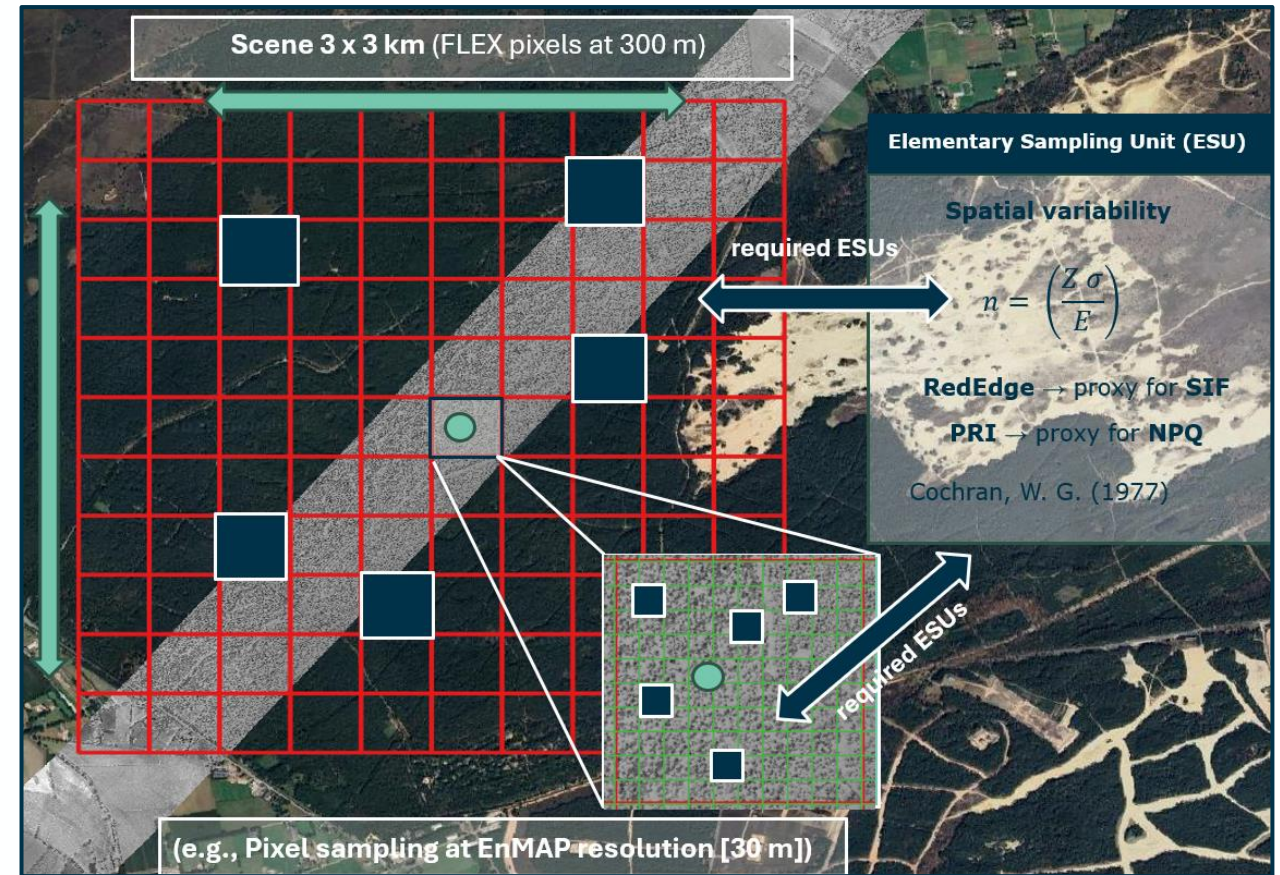 Scene 3 x 3 km (FLEX pixels at 300 m)
Elementary Sampling Unit (ESU)
Spatial variability
required ESUs
n = (Z σ / E)
RedEdge → proxy for SIF
PRI → proxy for NPQ
Cochran, W. G. (1977)
required ESUs
(e.g., Pixel sampling at EnMAP resolution [30 m])